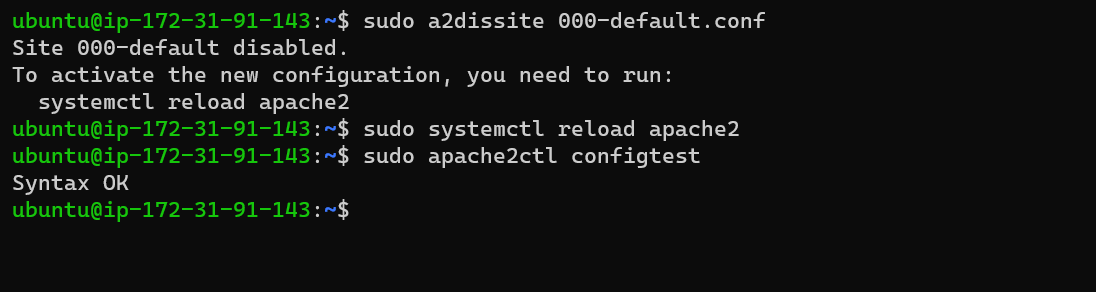 ubuntu@ip-172-31-91-143:~$ sudo a2dissite 000-default.conf
Site 000-default disabled.
To activate the new configuration, you need to run:
  systemctl reload apache2
ubuntu@ip-172-31-91-143:~$ sudo systemctl reload apache2
ubuntu@ip-172-31-91-143:~$ sudo apache2ctl configtest
Syntax OK
ubuntu@ip-172-31-91-143:~$